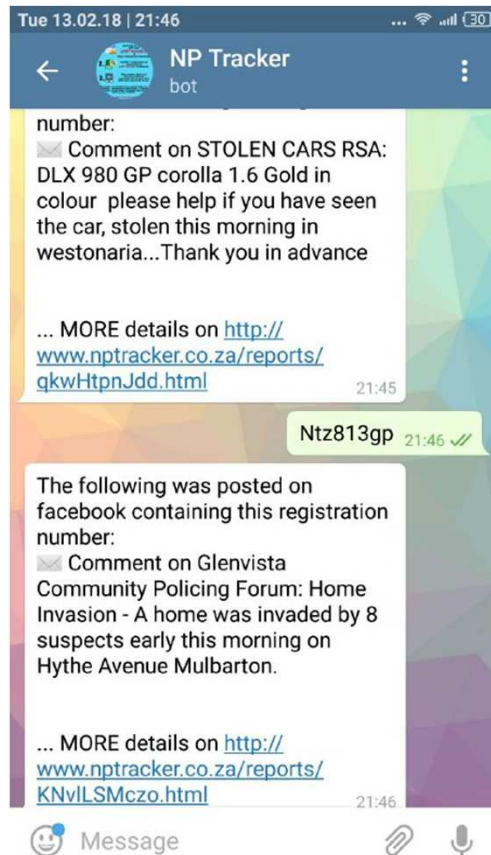 Tue 13.02.18 | 21:46 ... 30
NP Tracker
bot
number:
Comment on STOLEN CARS RSA:
DLX 980 GP corolla 1.6 Gold in
colour please help if you have seen
the car, stolen this morning in
westonaria...Thank you in advance
... MORE details on http://
www.nptracker.co.za/reports/
qkwHtpnJdd.html
21:45
Ntz813gp 21:46
The following was posted on
facebook containing this registration
number:
Comment on Glenvista
Community Policing Forum: Home
Invasion - A home was invaded by 8
suspects early this morning on
Hythe Avenue Mulbarton.
... MORE details on http://
www.nptracker.co.za/reports/
KNvlLSMczo.html
21:46
Message